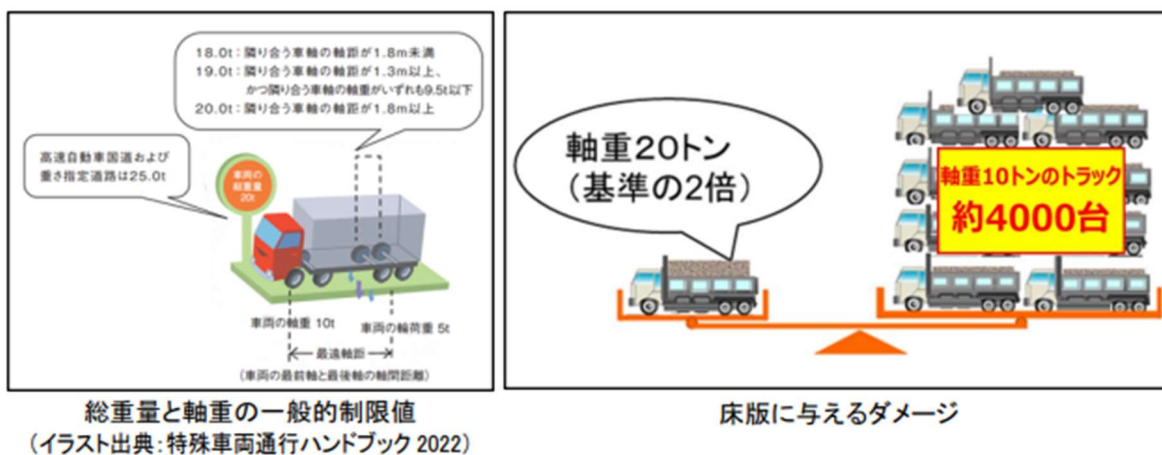 18.0t：隣り合う車軸の軸距が1.8m未満
19.0t：隣り合う車軸の軸距が1.3m以上、
かつ隣り合う車軸の軸重がいずれも9.5t以下
20.0t：隣り合う車軸の軸距が1.8m以上
高速自動車国道および
重さ指定道路は25.0t
車両の
総重量
20t
車両の軸重 10t
車両の輪荷重 5t
最遠軸距
（車両の最前軸と最後軸の軸間距離）
総重量と軸重の一般的制限値
（イラスト出典：特殊車両通行ハンドブック 2022）
軸重20トン
（基準の2倍）
軸重10トンのトラック
約4000台
床版に与えるダメージ